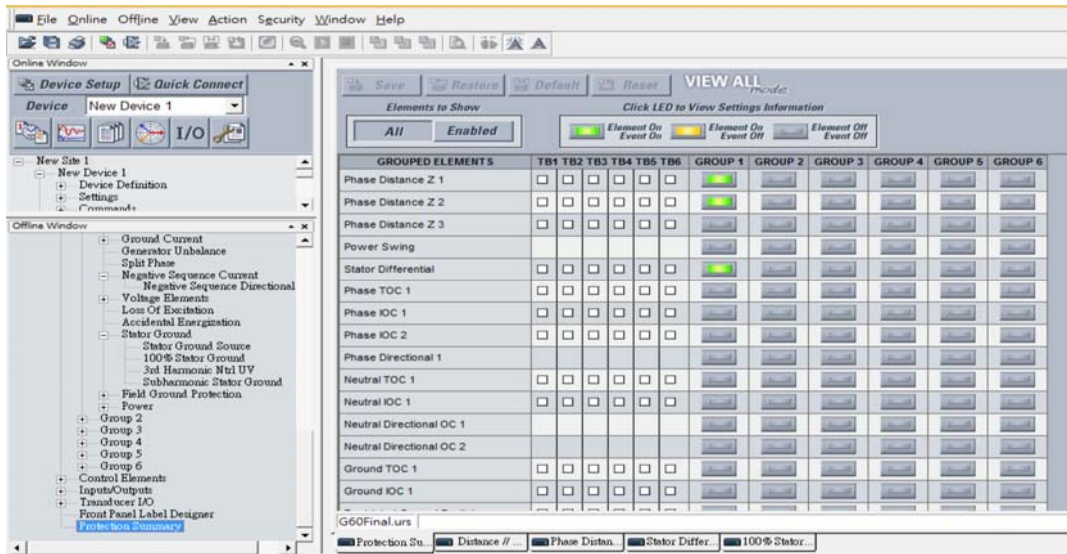 File Online Offline View Action Security Window Help
Online Window
Device Setup Quick Connect
Device New Device 1
I/O
New Site 1
New Device 1
Device Definition
Settings
Commands
Offline Window
Ground Current
Generator Unbalance
Split Phase
Negative Sequence Current
Negative Sequence Directional
Voltage Elements
Loss Of Excitation
Accidental Energization
Stator Ground
Stator Ground Source
100% Stator Ground
3rd Harmonic Ntrl UV
Subharmonic Stator Ground
Field Ground Protection
Power
Group 2
Group 3
Group 4
Group 5
Group 6
Control Elements
Inputs/Outputs
Transducer I/O
Front Panel Label Designer
Protection Summary
Save Restore Default Reset VIEW ALL mode
Elements to Show
All Enabled
Click LED to View Settings Information
Element On Event On
Element On Event Off
Element Off Event Off
GROUPED ELEMENTS TB1 TB2 TB3 TB4 TB5 TB6 GROUP 1 GROUP 2 GROUP 3 GROUP 4 GROUP 5 GROUP 6
Phase Distance Z 1
Phase Distance Z 2
Phase Distance Z 3
Power Swing
Stator Differential
Phase TOC 1
Phase IOC 1
Phase IOC 2
Phase Directional 1
Neutral TOC 1
Neutral IOC 1
Neutral Directional OC 1
Neutral Directional OC 2
Ground TOC 1
Ground IOC 1
G60Final.urs
Protection Su... Distance // ... Phase Distan... Stator Differ... 100% Stator...